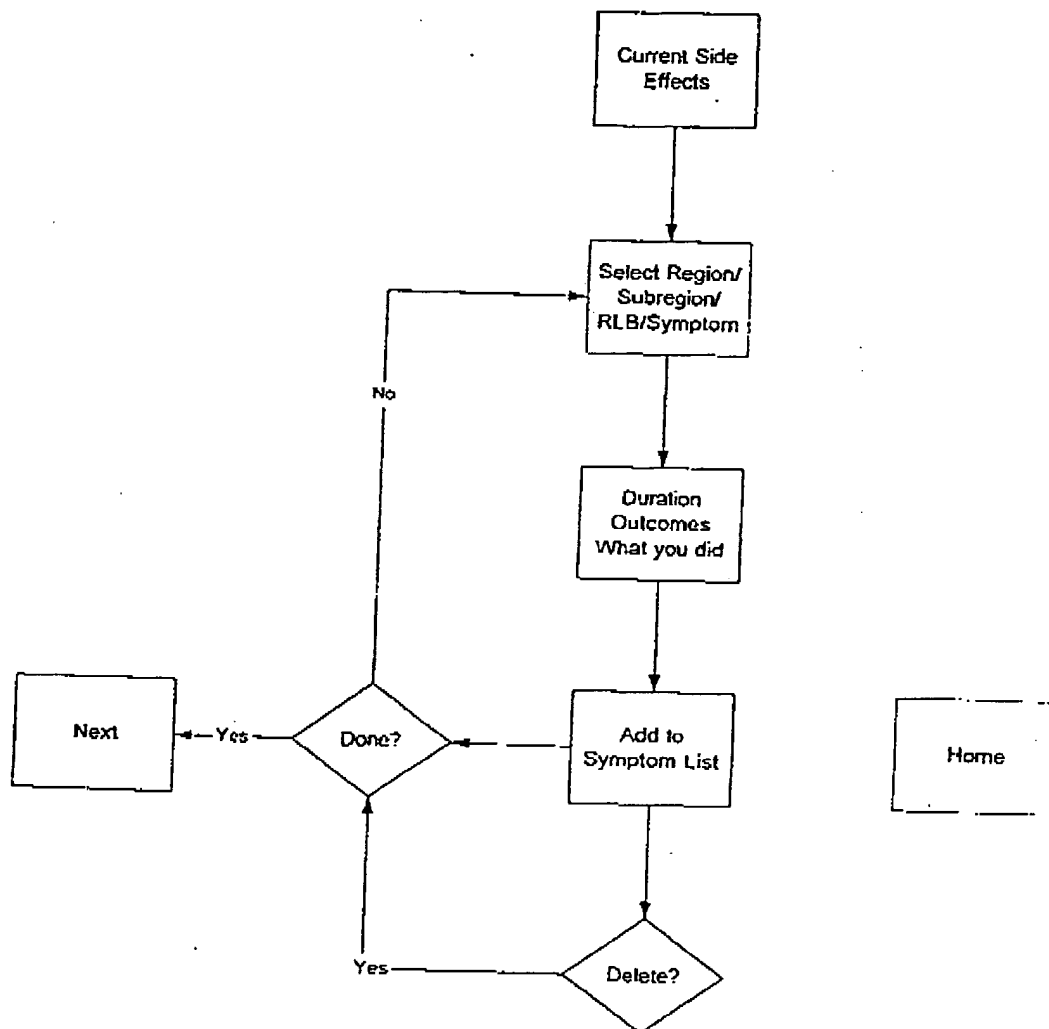 Current Side
Effects
Select Region/
Subregion/
RLB/Symptom
No
Duration
Outcomes
What you did
Next
Yes
Done?
Add to
Symptom List
Home
Yes
Delete?